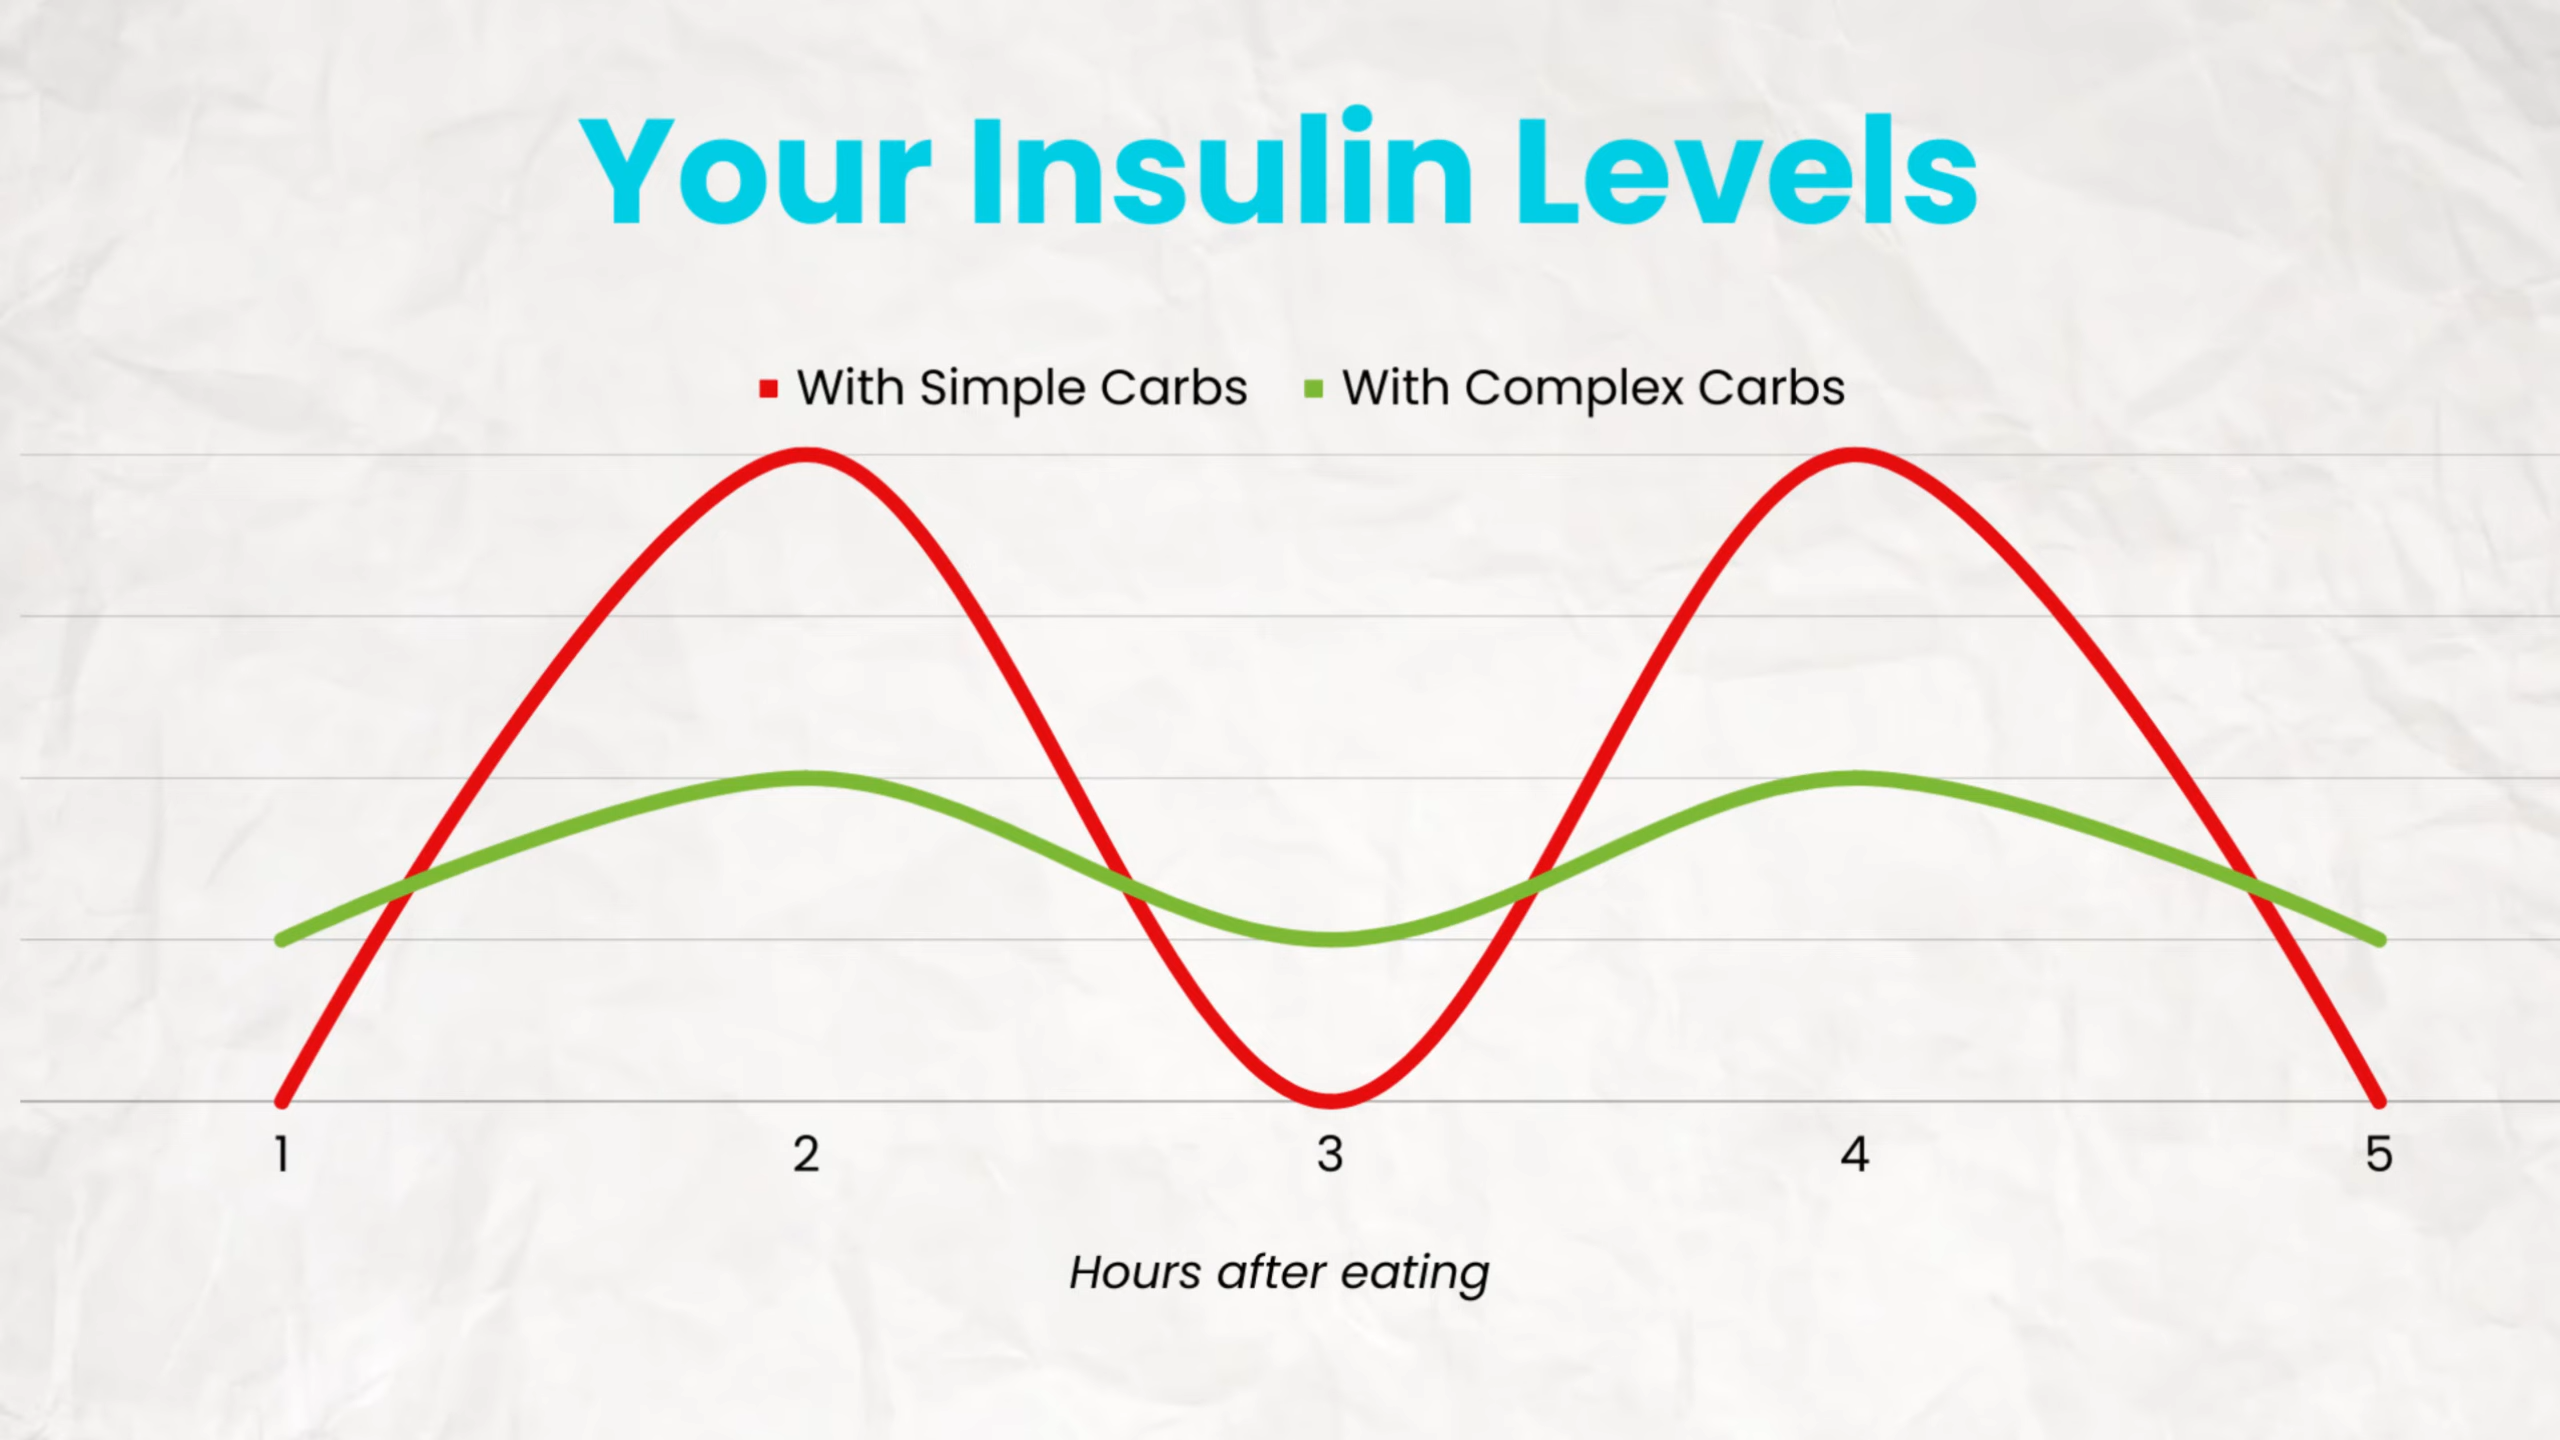 Your Insulin Levels
With Simple Carbs With Complex Carbs
1 2 3 4 5
Hours after eating